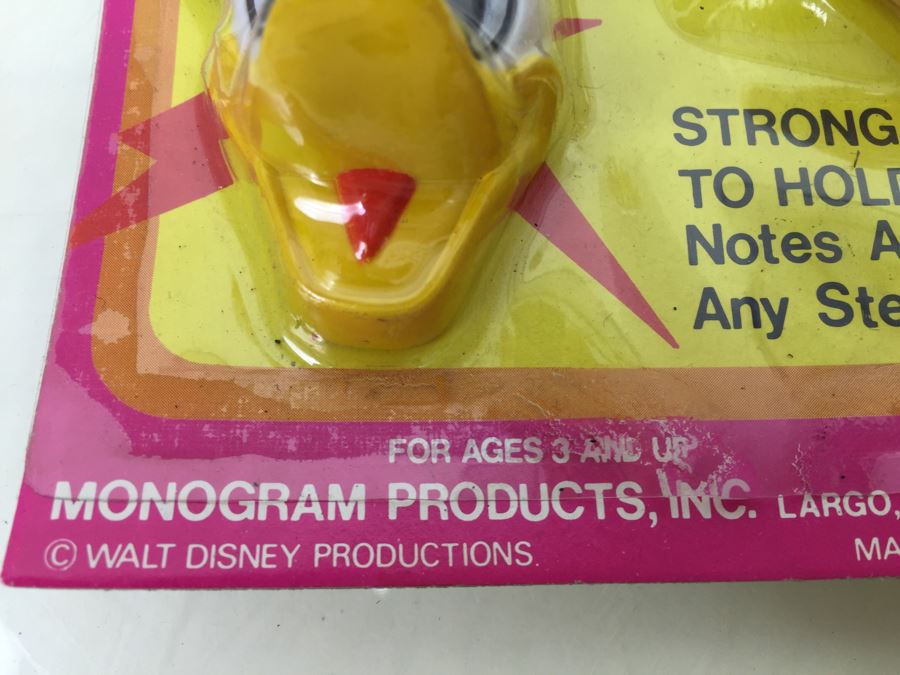 STRONG
TO HOLD
Notes A
Any Ste
FOR AGES 3 AND UP
MONOGRAM PRODUCTS, INC. LARGO,
© WALT DISNEY PRODUCTIONS.
MA